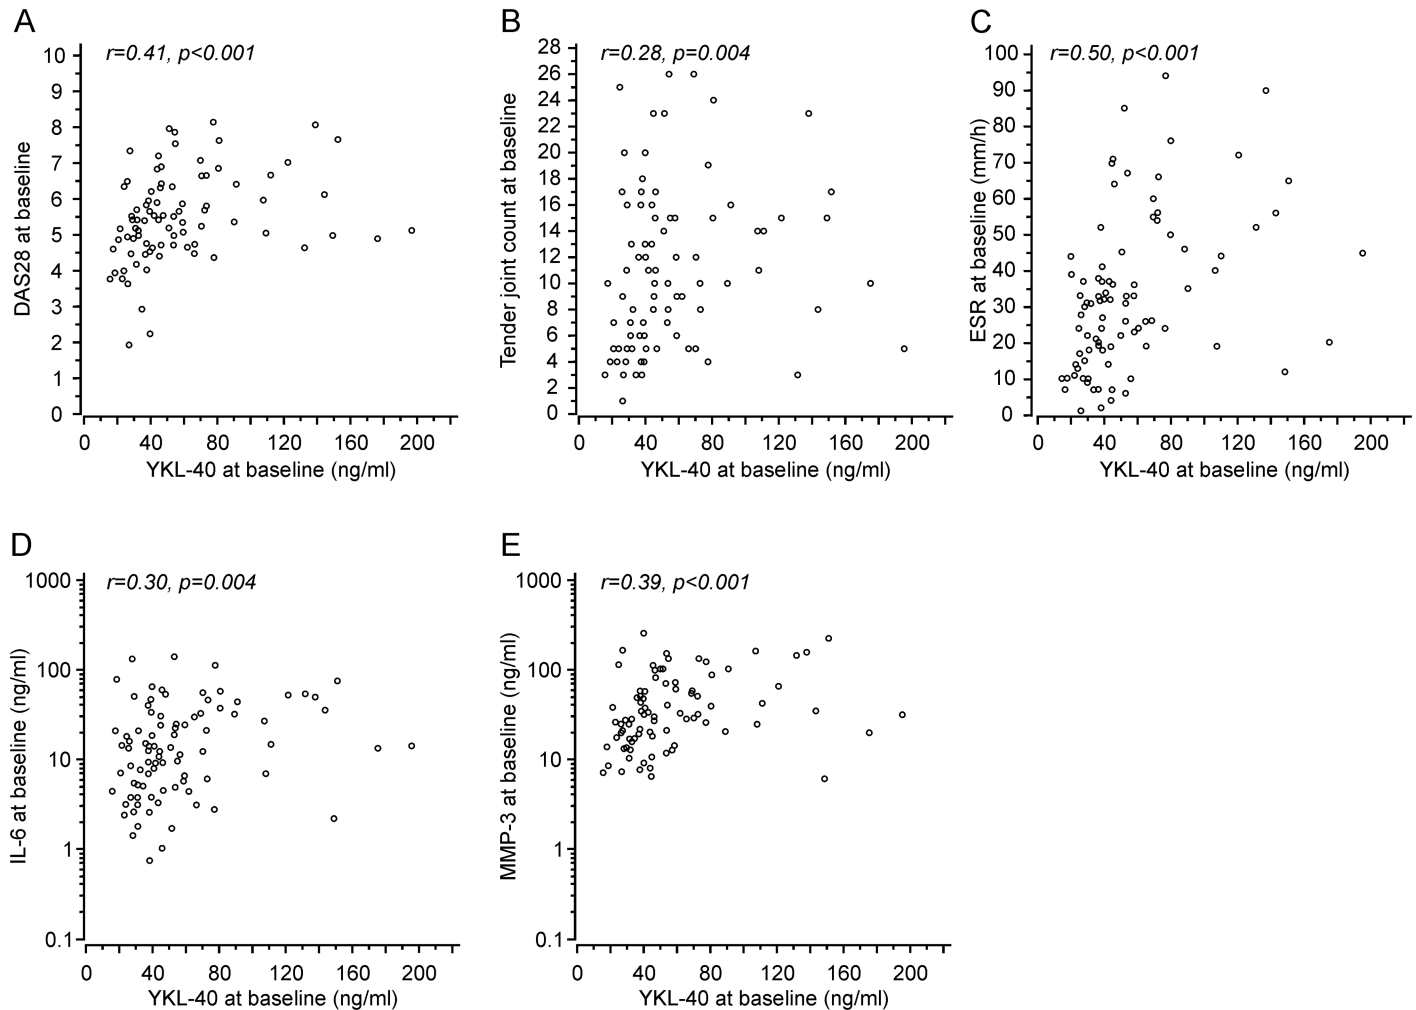 A
r=0.41, p<0.001
DAS28 at baseline
10
9
8
7
6
5
4
3
2
1
0
0 40 80 120 160 200
YKL-40 at baseline (ng/ml)
B
r=0.28, p=0.004
Tender joint count at baseline
28
26
24
22
20
18
16
14
12
10
8
6
4
2
0
0 40 80 120 160 200
YKL-40 at baseline (ng/ml)
C
r=0.50, p<0.001
ESR at baseline (mm/h)
100
90
80
70
60
50
40
30
20
10
0
0 40 80 120 160 200
YKL-40 at baseline (ng/ml)
D
r=0.30, p=0.004
IL-6 at baseline (ng/ml)
1000
100
10
1
0.1
0 40 80 120 160 200
YKL-40 at baseline (ng/ml)
E
r=0.39, p<0.001
MMP-3 at baseline (ng/ml)
1000
100
10
1
0.1
0 40 80 120 160 200
YKL-40 at baseline (ng/ml)